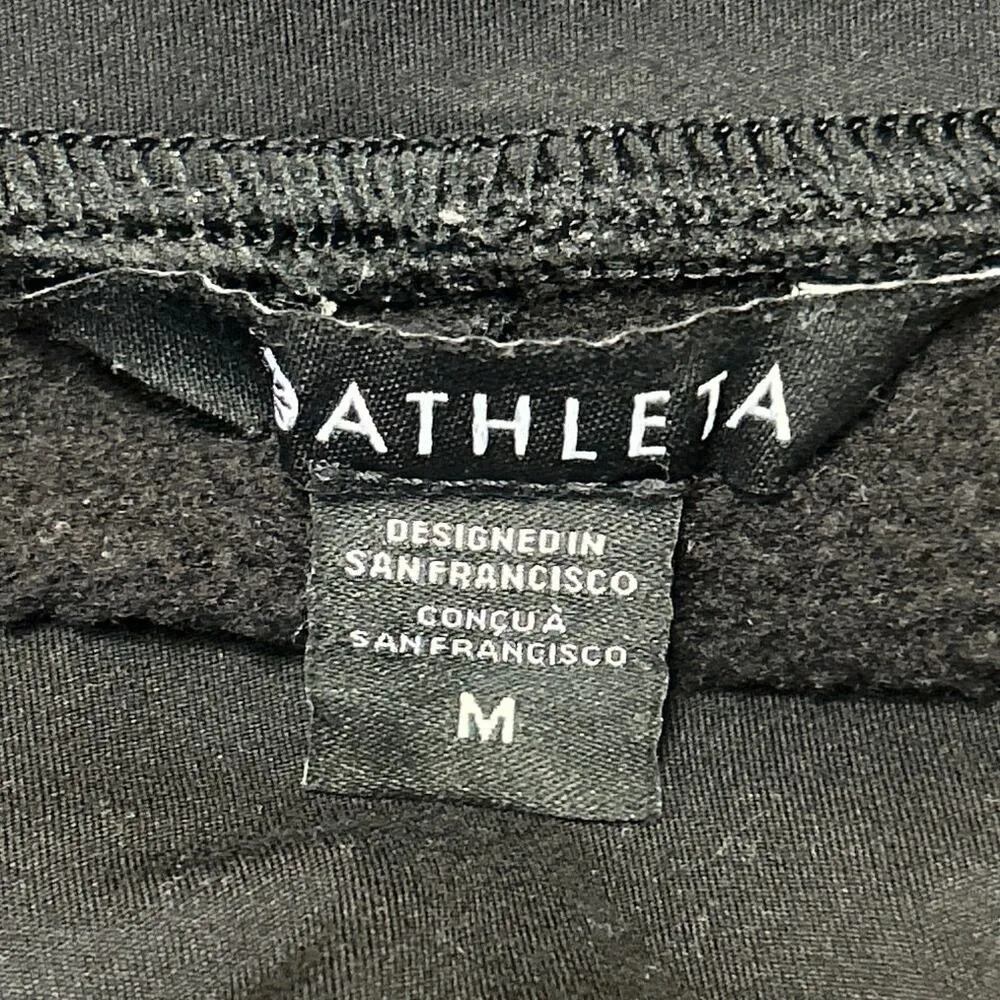 ATHLETA
DESIGNED IN
SAN FRANCISCO
CONÇU À
SAN FRANCISCO
M